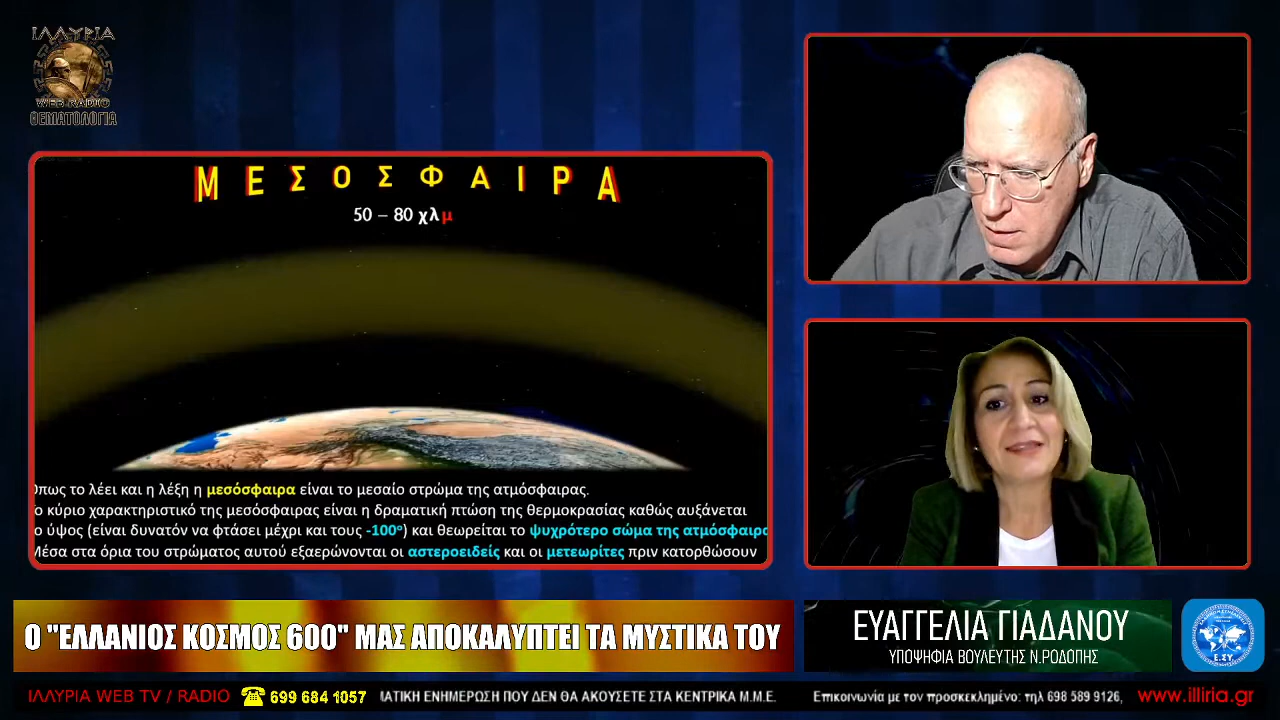 ΙΛΛΥΡΙΑ
WEB RADIO
ΘΕΜΑΤΟΛΟΓΙΑ
ΜΕΣΟΣΦΑΙΡΑ
50 – 80 χλμ
Όπως το λέει και η λέξη η μεσόσφαιρα είναι το μεσαίο στρώμα της ατμόσφαιρας.
ο κύριο χαρακτηριστικό της μεσόσφαιρας είναι η δραματική πτώση της θερμοκρασίας καθώς αυξάνεται
ο ύψος (είναι δυνατόν να φτάσει μέχρι και τους -100ᵒ) και θεωρείται το ψυχρότερο σώμα της ατμόσφαιρα
Μέσα στα όρια του στρώματος αυτού εξαερώνονται οι αστεροειδείς και οι μετεωρίτες πριν κατορθώσουν
Ο "ΕΛΛΑΝΙΟΣ ΚΟΣΜΟΣ 600" ΜΑΣ ΑΠΟΚΑΛΥΠΤΕΙ ΤΑ ΜΥΣΤΙΚΑ ΤΟΥ
ΕΥΑΓΓΕΛΙΑ ΓΙΑΔΑΝΟΥ
ΥΠΟΨΗΦΙΑ ΒΟΥΛΕΥΤΗΣ Ν.ΡΟΔΟΠΗΣ
Ε-ΣΥ
ΙΛΛΥΡΙΑ WEB TV / RADIO ☎ 699 684 1057 ΜΑΤΙΚΗ ΕΝΗΜΕΡΩΣΗ ΠΟΥ ΔΕΝ ΘΑ ΑΚΟΥΣΕΤΕ ΣΤΑ ΚΕΝΤΡΙΚΑ Μ.Μ.Ε. Επικοινωνία με τον προσκεκλημένο: τηλ 698 589 9126, www.illiria.gr